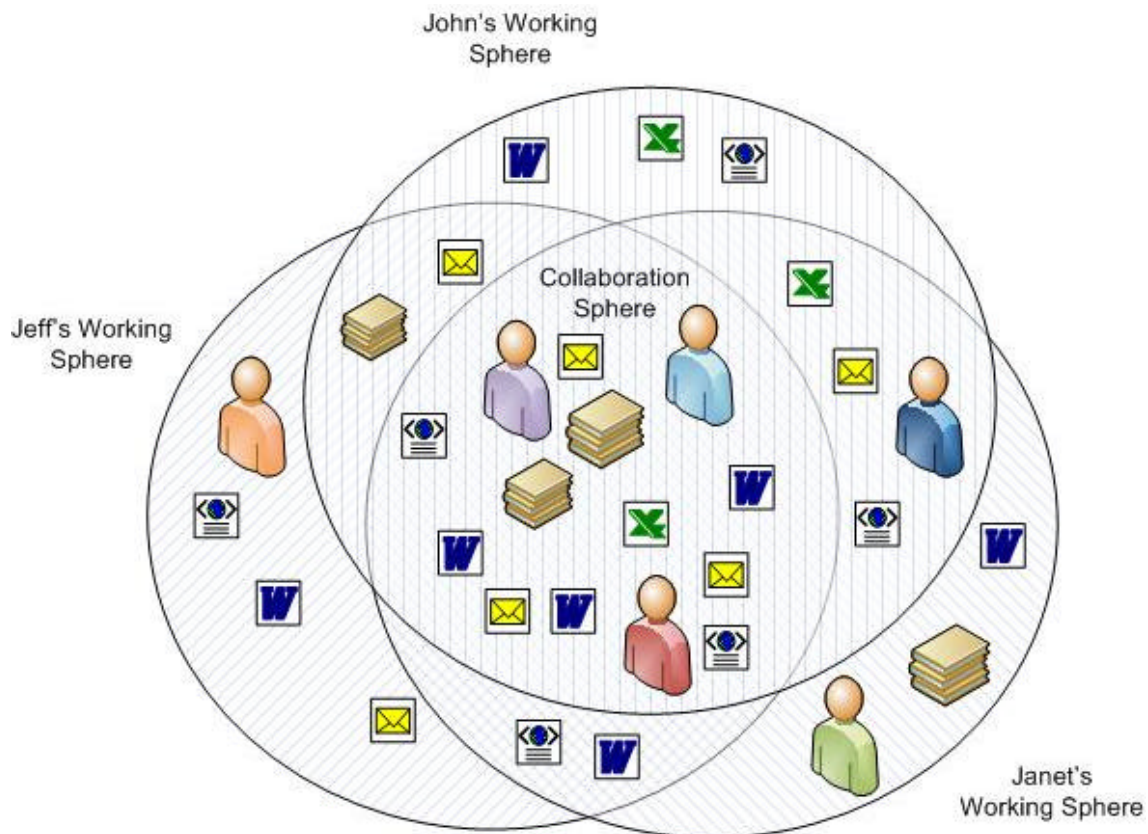 John's Working
Sphere
W
Collaboration
Sphere
Jeff's Working
Sphere
W
W
W
W
W
W
Janet's
Working Sphere